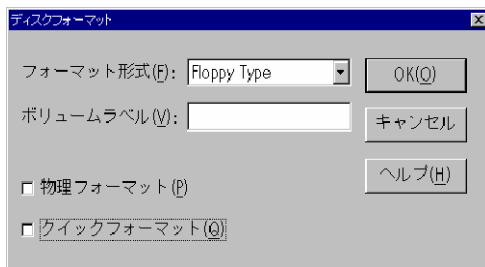 ディスクフォーマット
フォーマット形式(F): Floppy Type OK(O)
ボリュームラベル(V): キャンセル
ヘルプ(H)
物理フォーマット(P)
クイックフォーマット(Q)